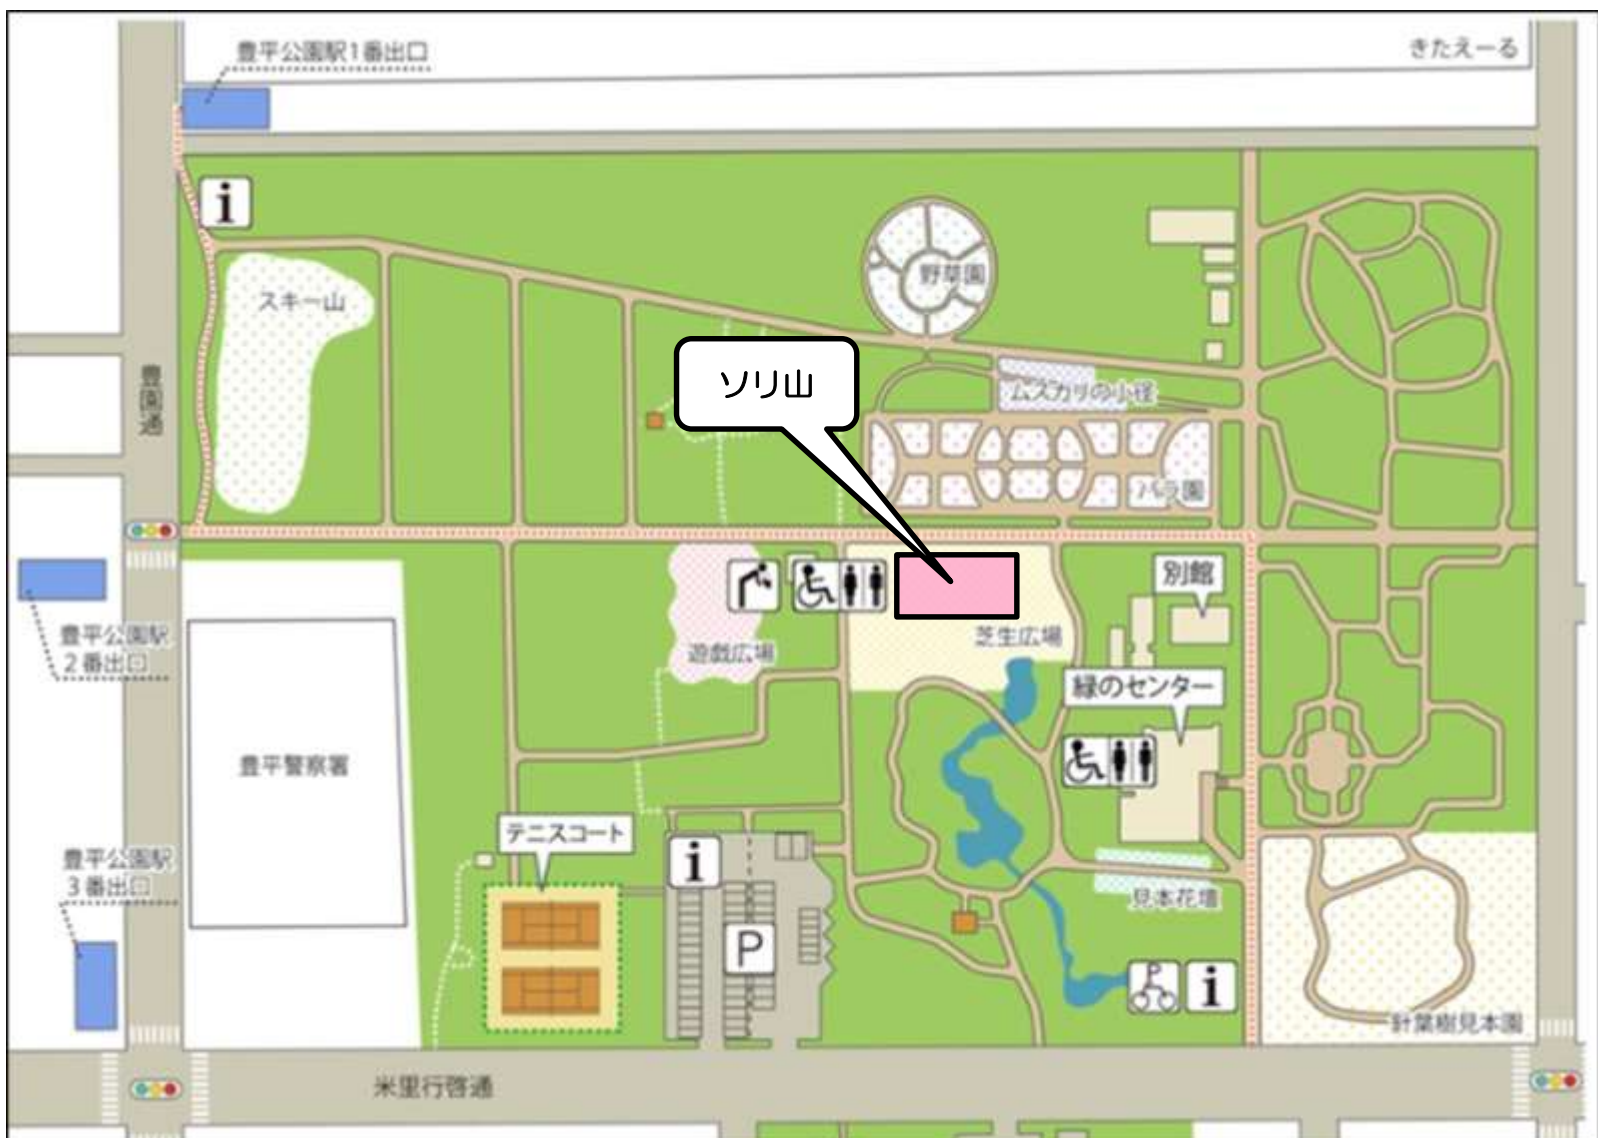 豊平公園駅1番出口
きたえーる
i
スキー山
野草園
豊園通
ソリ山
ムスカリの小径
バラ園
別館
豊平公園駅
２番出口
遊戯広場
芝生広場
緑のセンター
豊平警察署
テニスコート
i
豊平公園駅
３番出口
見本花壇
P
P
i
針葉樹見本園
米里行啓通